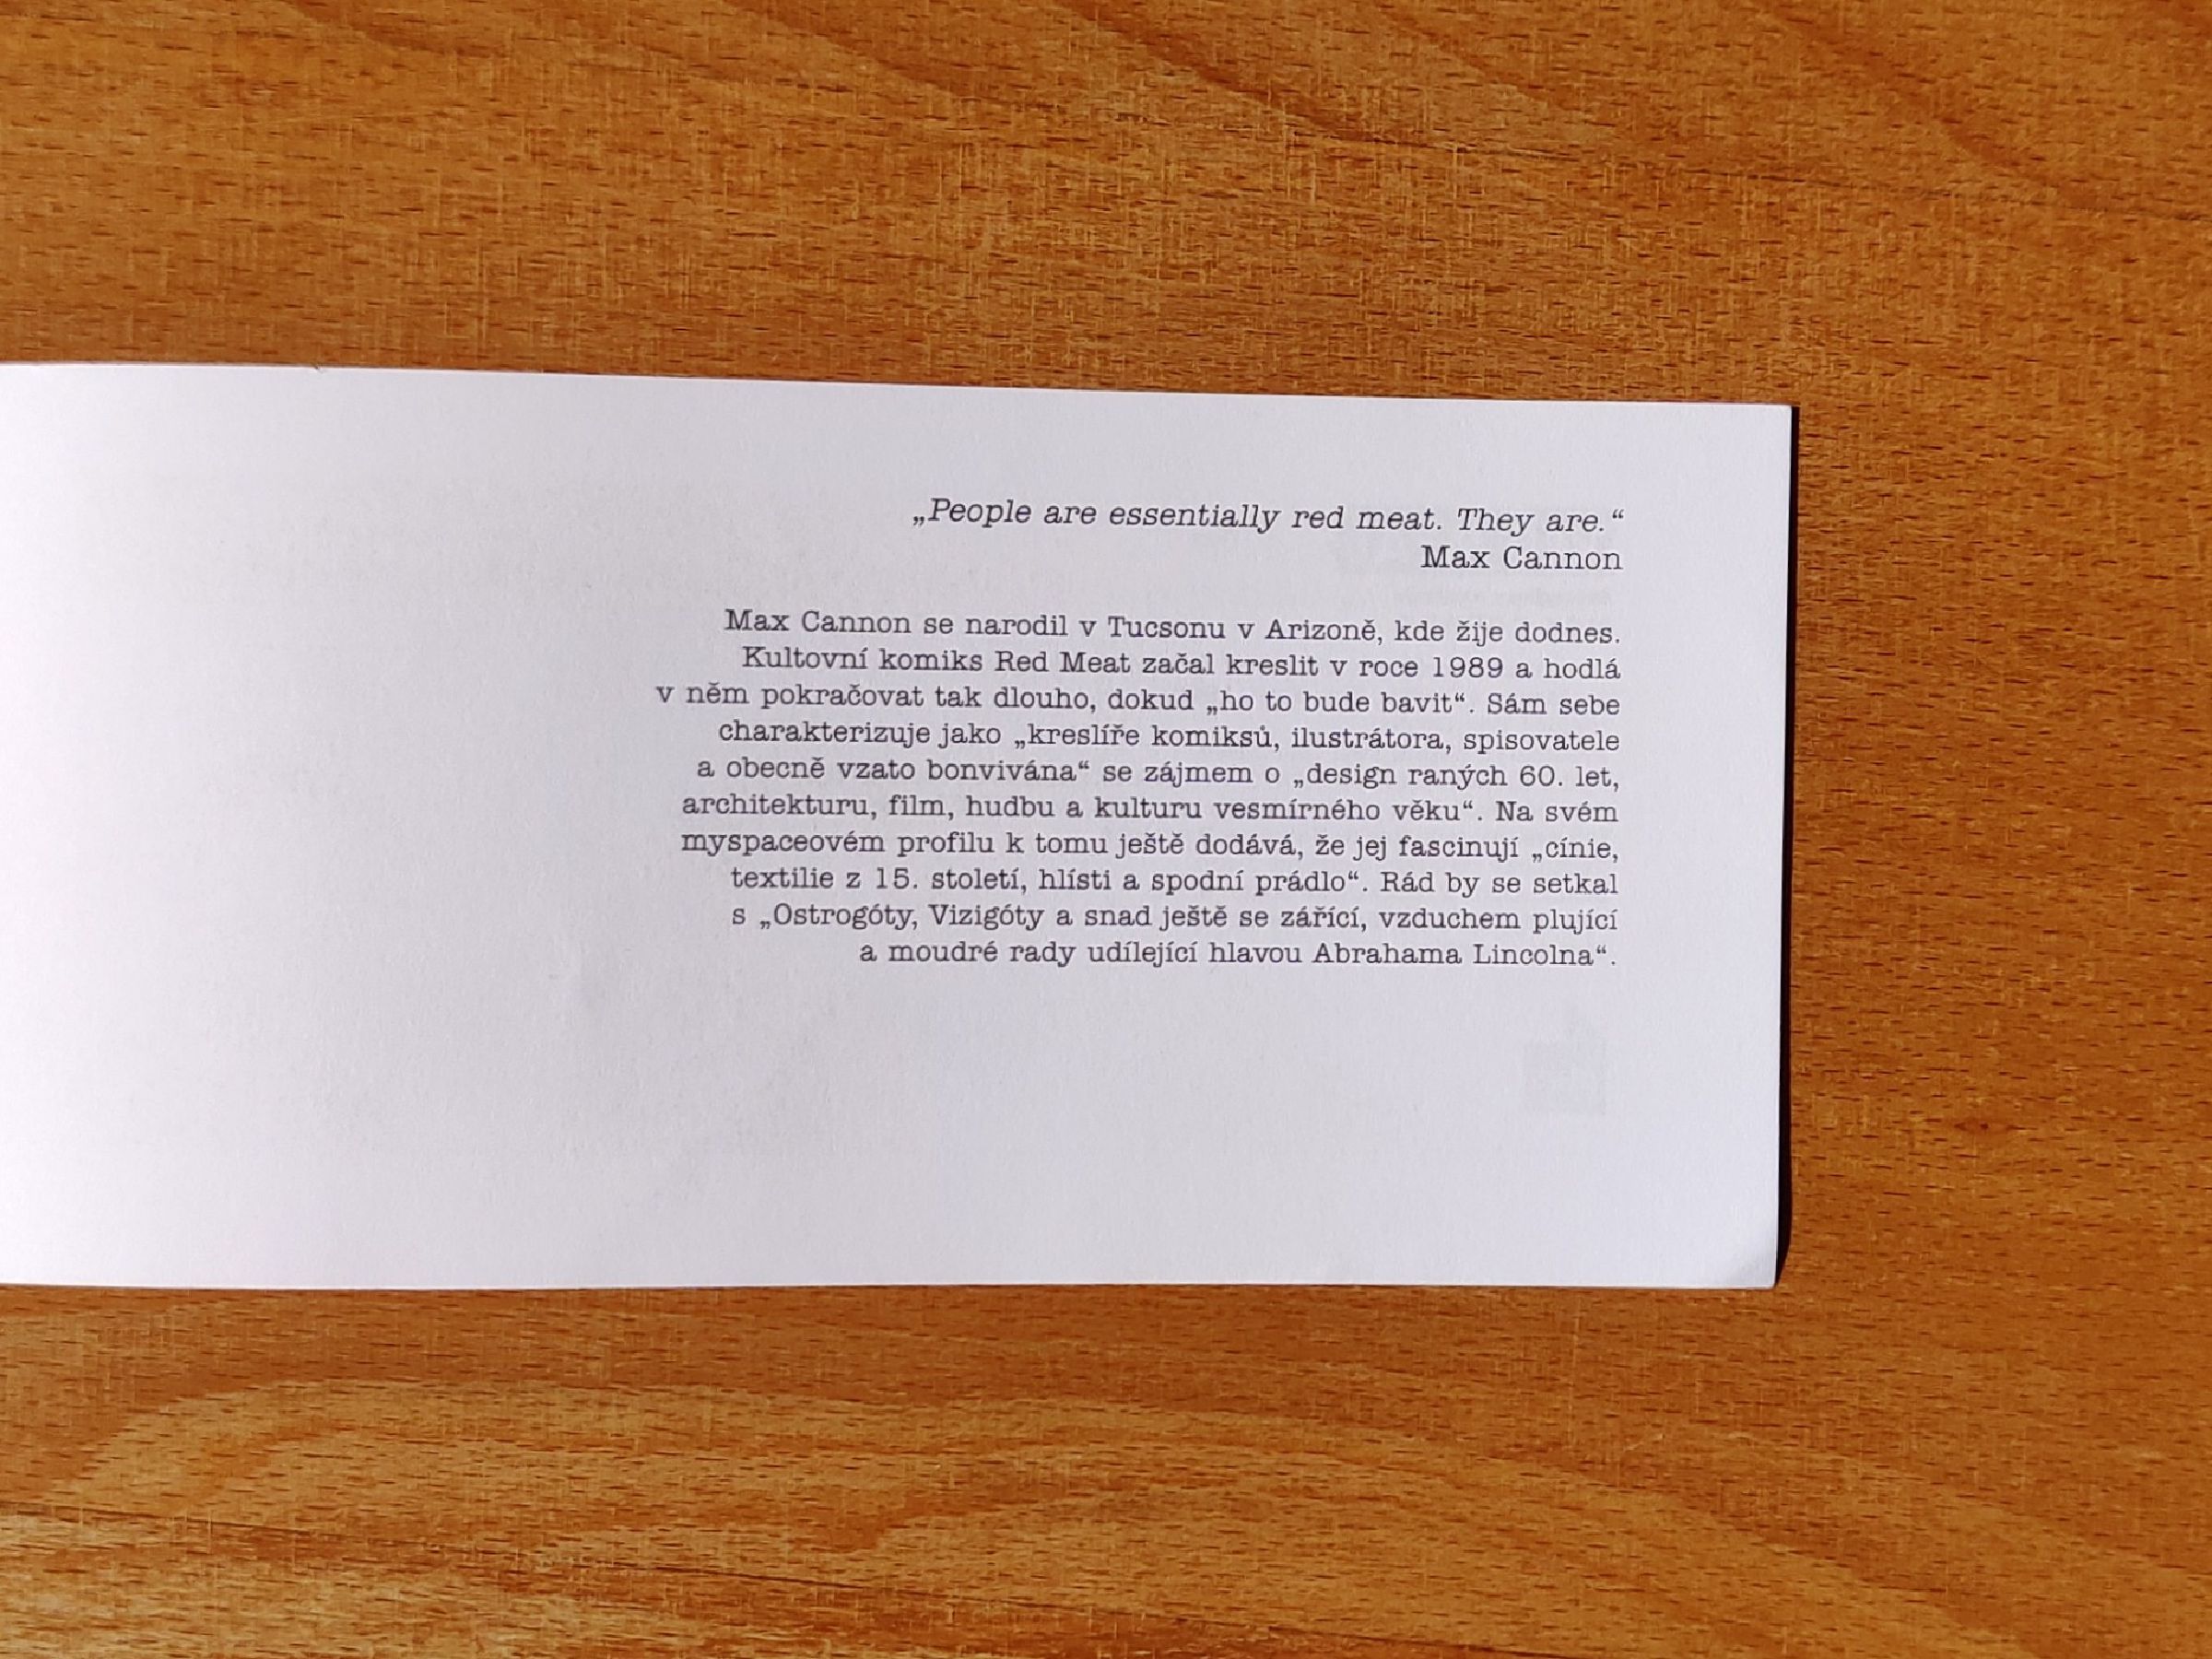 „People are essentially red meat. They are.“
Max Cannon
Max Cannon se narodil v Tucsonu v Arizoně, kde žije dodnes.
Kultovní komiks Red Meat začal kreslit v roce 1989 a hodlá
v něm pokračovat tak dlouho, dokud „ho to bude bavit“. Sám sebe
charakterizuje jako „kreslíře komiksů, ilustrátora, spisovatele
a obecně vzato bonvivána“ se zájmem o „design raných 60. let,
architekturu, film, hudbu a kulturu vesmírného věku“. Na svém
myspaceovém profilu k tomu ještě dodává, že jej fascinují „cínie,
textilie z 15. století, hlísti a spodní prádlo“. Rád by se setkal
s „Ostrogóty, Vizigóty a snad ještě se zářící, vzduchem plující
a moudré rady udílející hlavou Abrahama Lincolna“.